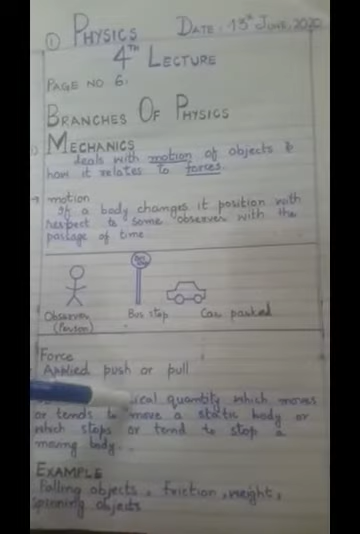 ① PHYSICS DATE: 13th JUNE, 2020
4TH LECTURE
PAGE NO 6.
BRANCHES OF PHYSICS
MECHANICS
deals with motion of objects &
how it relates to forces.
→ motion
If a body changes it position with
respect to some observer with the
passage of time
BUS STOP
Observer Bus stop Car parked
(Person)
Force
Applied push or pull
ical quantity which moves
or tends to move a static body or
which stops or tend to stop a
moving body.
EXAMPLE
Falling objects, friction, weight,
spinning objects